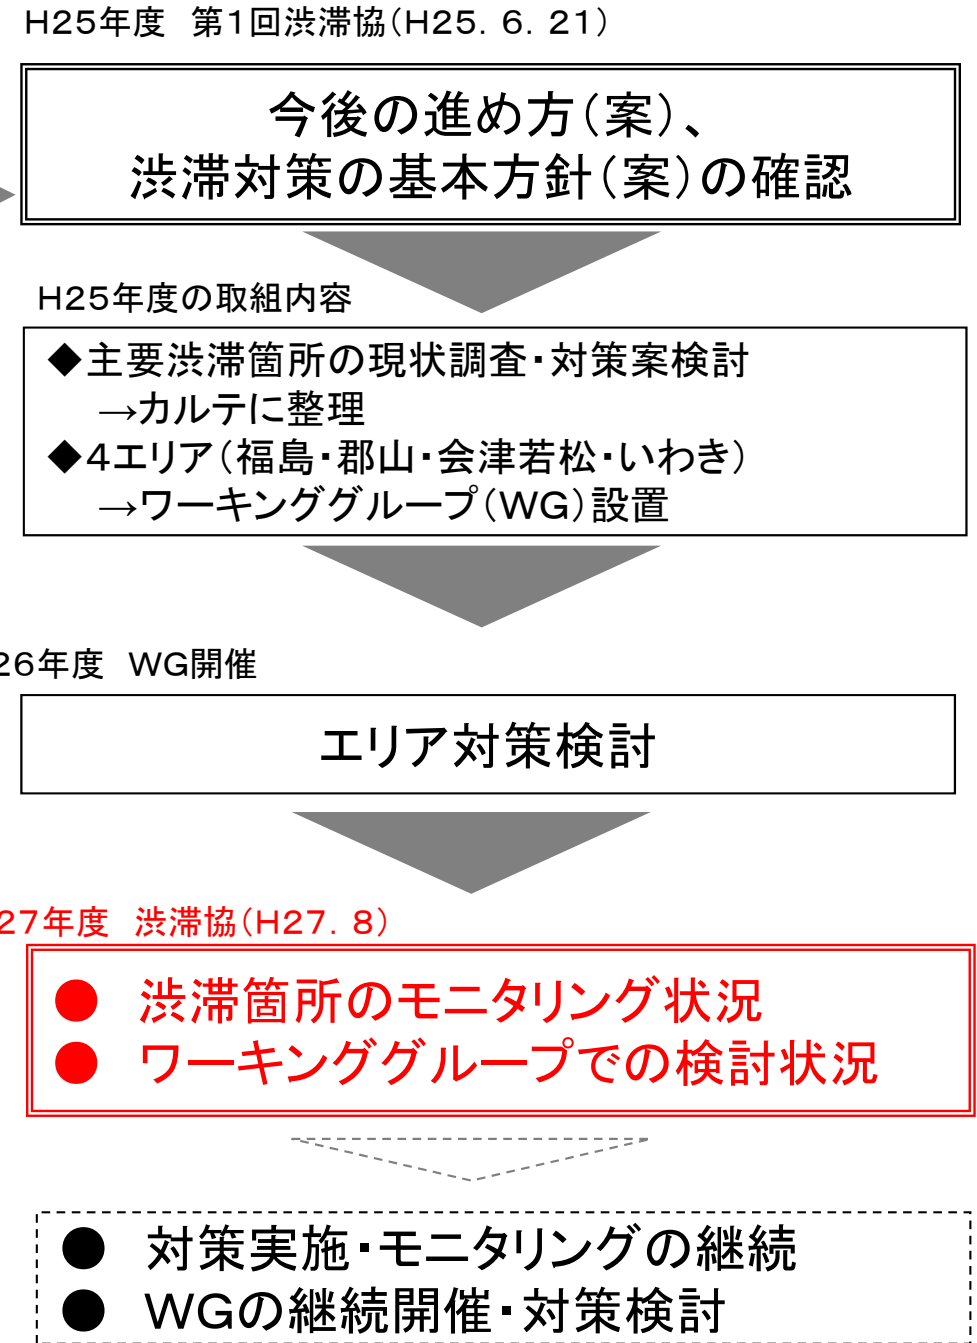 H25年度 第1回渋滞協(H25.6.21)
今後の進め方(案)、
渋滞対策の基本方針(案)の確認
H25年度の取組内容
◆主要渋滞箇所の現状調査・対策案検討
→カルテに整理
◆4エリア(福島・郡山・会津若松・いわき)
→ワーキンググループ(WG)設置
26年度 WG開催
エリア対策検討
27年度 渋滞協(H27.8)
● 渋滞箇所のモニタリング状況
● ワーキンググループでの検討状況
● 対策実施・モニタリングの継続
● WGの継続開催・対策検討